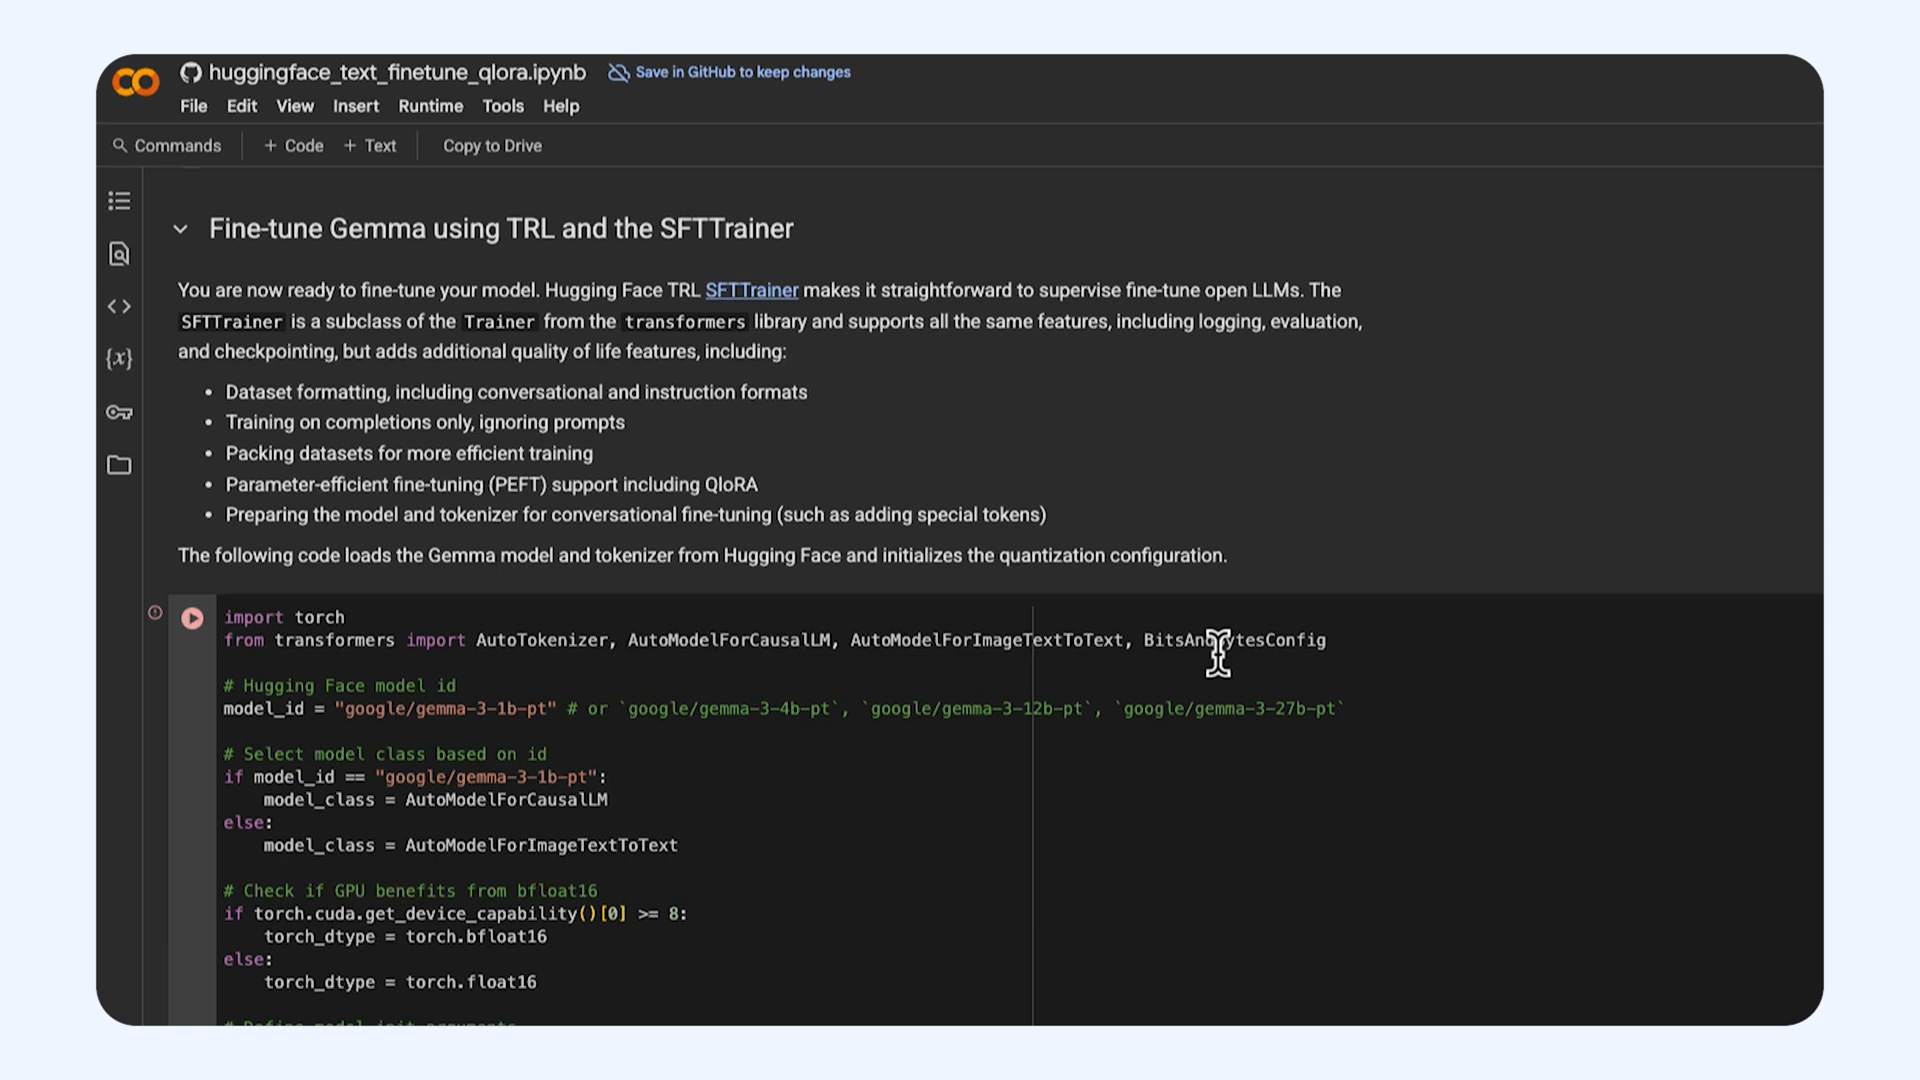 huggingface_text_finetune_qlora.ipynb Save in GitHub to keep changes
File Edit View Insert Runtime Tools Help
Commands + Code + Text Copy to Drive
Fine-tune Gemma using TRL and the SFTTrainer
You are now ready to fine-tune your model. Hugging Face TRL SFTTrainer makes it straightforward to supervise fine-tune open LLMs. The
SFTTrainer is a subclass of the Trainer from the transformers library and supports all the same features, including logging, evaluation,
and checkpointing, but adds additional quality of life features, including:
• Dataset formatting, including conversational and instruction formats
• Training on completions only, ignoring prompts
• Packing datasets for more efficient training
• Parameter-efficient fine-tuning (PEFT) support including QloRA
• Preparing the model and tokenizer for conversational fine-tuning (such as adding special tokens)
The following code loads the Gemma model and tokenizer from Hugging Face and initializes the quantization configuration.
import torch
from transformers import AutoTokenizer, AutoModelForCausalLM, AutoModelForImageTextToText, BitsAndBytesConfig
# Hugging Face model id
model_id = "google/gemma-3-1b-pt" # or `google/gemma-3-4b-pt`, `google/gemma-3-12b-pt`, `google/gemma-3-27b-pt`
# Select model class based on id
if model_id == "google/gemma-3-1b-pt":
    model_class = AutoModelForCausalLM
else:
    model_class = AutoModelForImageTextToText
# Check if GPU benefits from bfloat16
if torch.cuda.get_device_capability()[0] >= 8:
    torch_dtype = torch.bfloat16
else:
    torch_dtype = torch.float16
# Define model init arguments